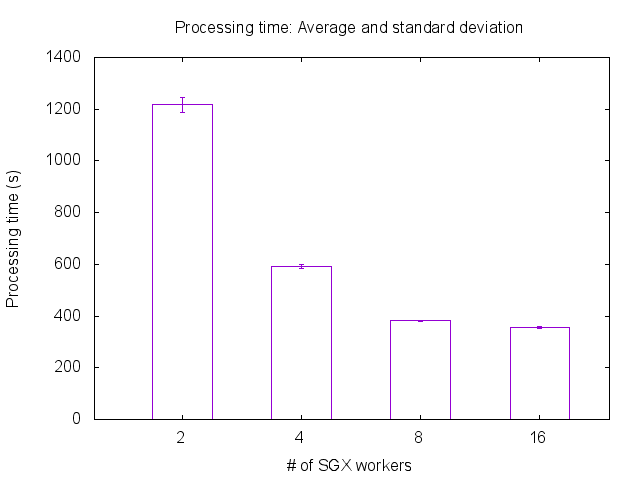 Processing time: Average and standard deviation
1400
1200
1000
800
600
400
200
0
Processing time (s)
2 4 8 16
# of SGX workers